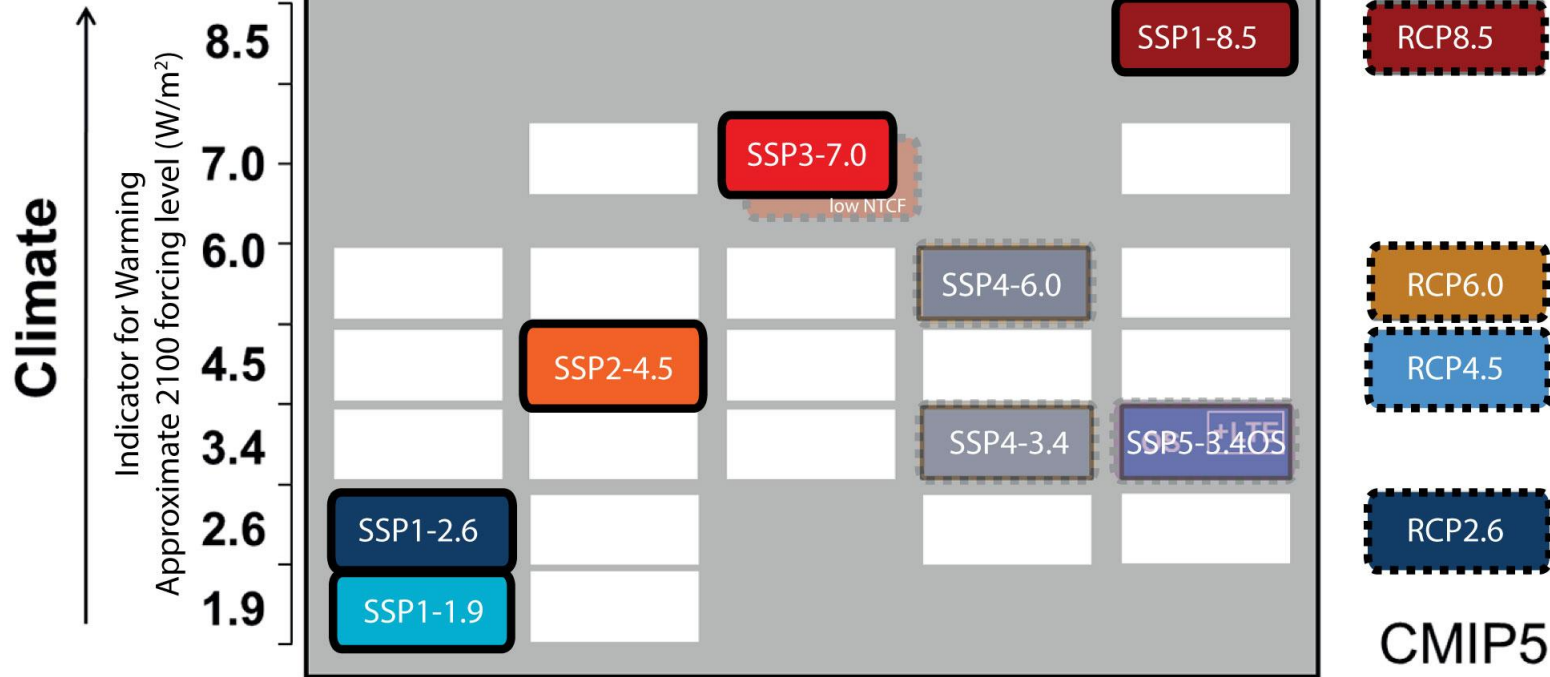 Climate
Indicator for Warming
Approximate 2100 forcing level (W/m²)
8.5
SSP1-8.5
RCP8.5
7.0
SSP3-7.0
low NTCF
6.0
SSP4-6.0
RCP6.0
4.5
SSP2-4.5
RCP4.5
3.4
SSP4-3.4
SSP5-3.4OS
+LTE
OS
2.6
SSP1-2.6
RCP2.6
1.9
SSP1-1.9
CMIP5